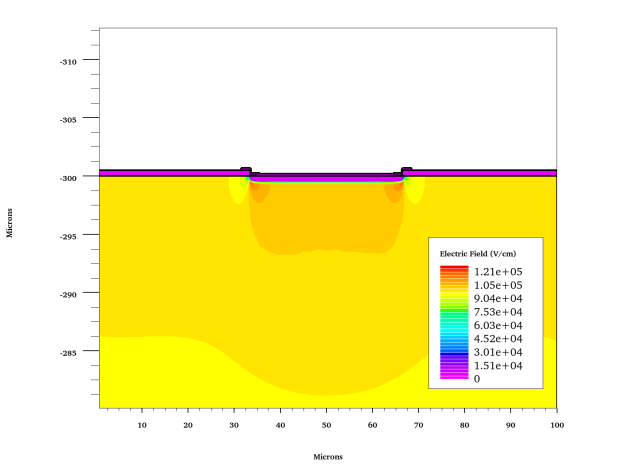 -310
-305
-300
-295
-290
-285
Microns
Electric Field (V/cm)
1.21e+05
1.05e+05
9.04e+04
7.53e+04
6.03e+04
4.52e+04
3.01e+04
1.51e+04
0
10 20 30 40 50 60 70 80 90 100
Microns